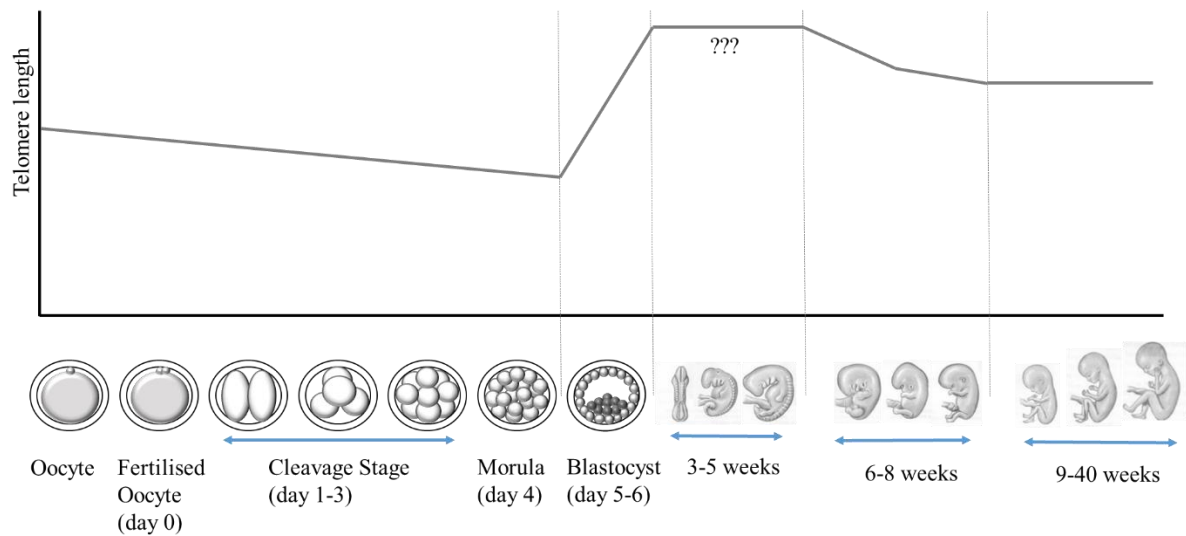 Telomere length
???
Oocyte
Fertilised
Oocyte
(day 0)
Cleavage Stage
(day 1-3)
Morula
(day 4)
Blastocyst
(day 5-6)
3-5 weeks
6-8 weeks
9-40 weeks